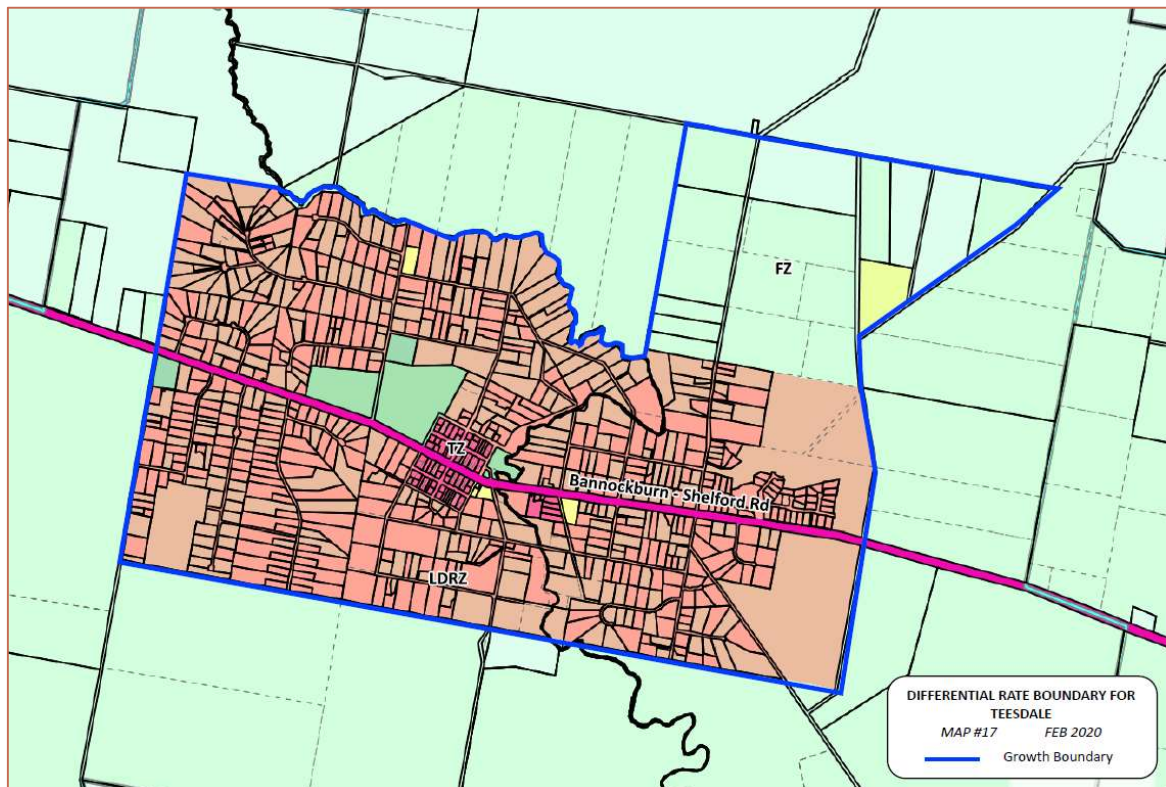 FZ
TZ
Bannockburn - Shelford Rd
LDRZ
DIFFERENTIAL RATE BOUNDARY FOR
TEESDALE
MAP #17 FEB 2020
Growth Boundary